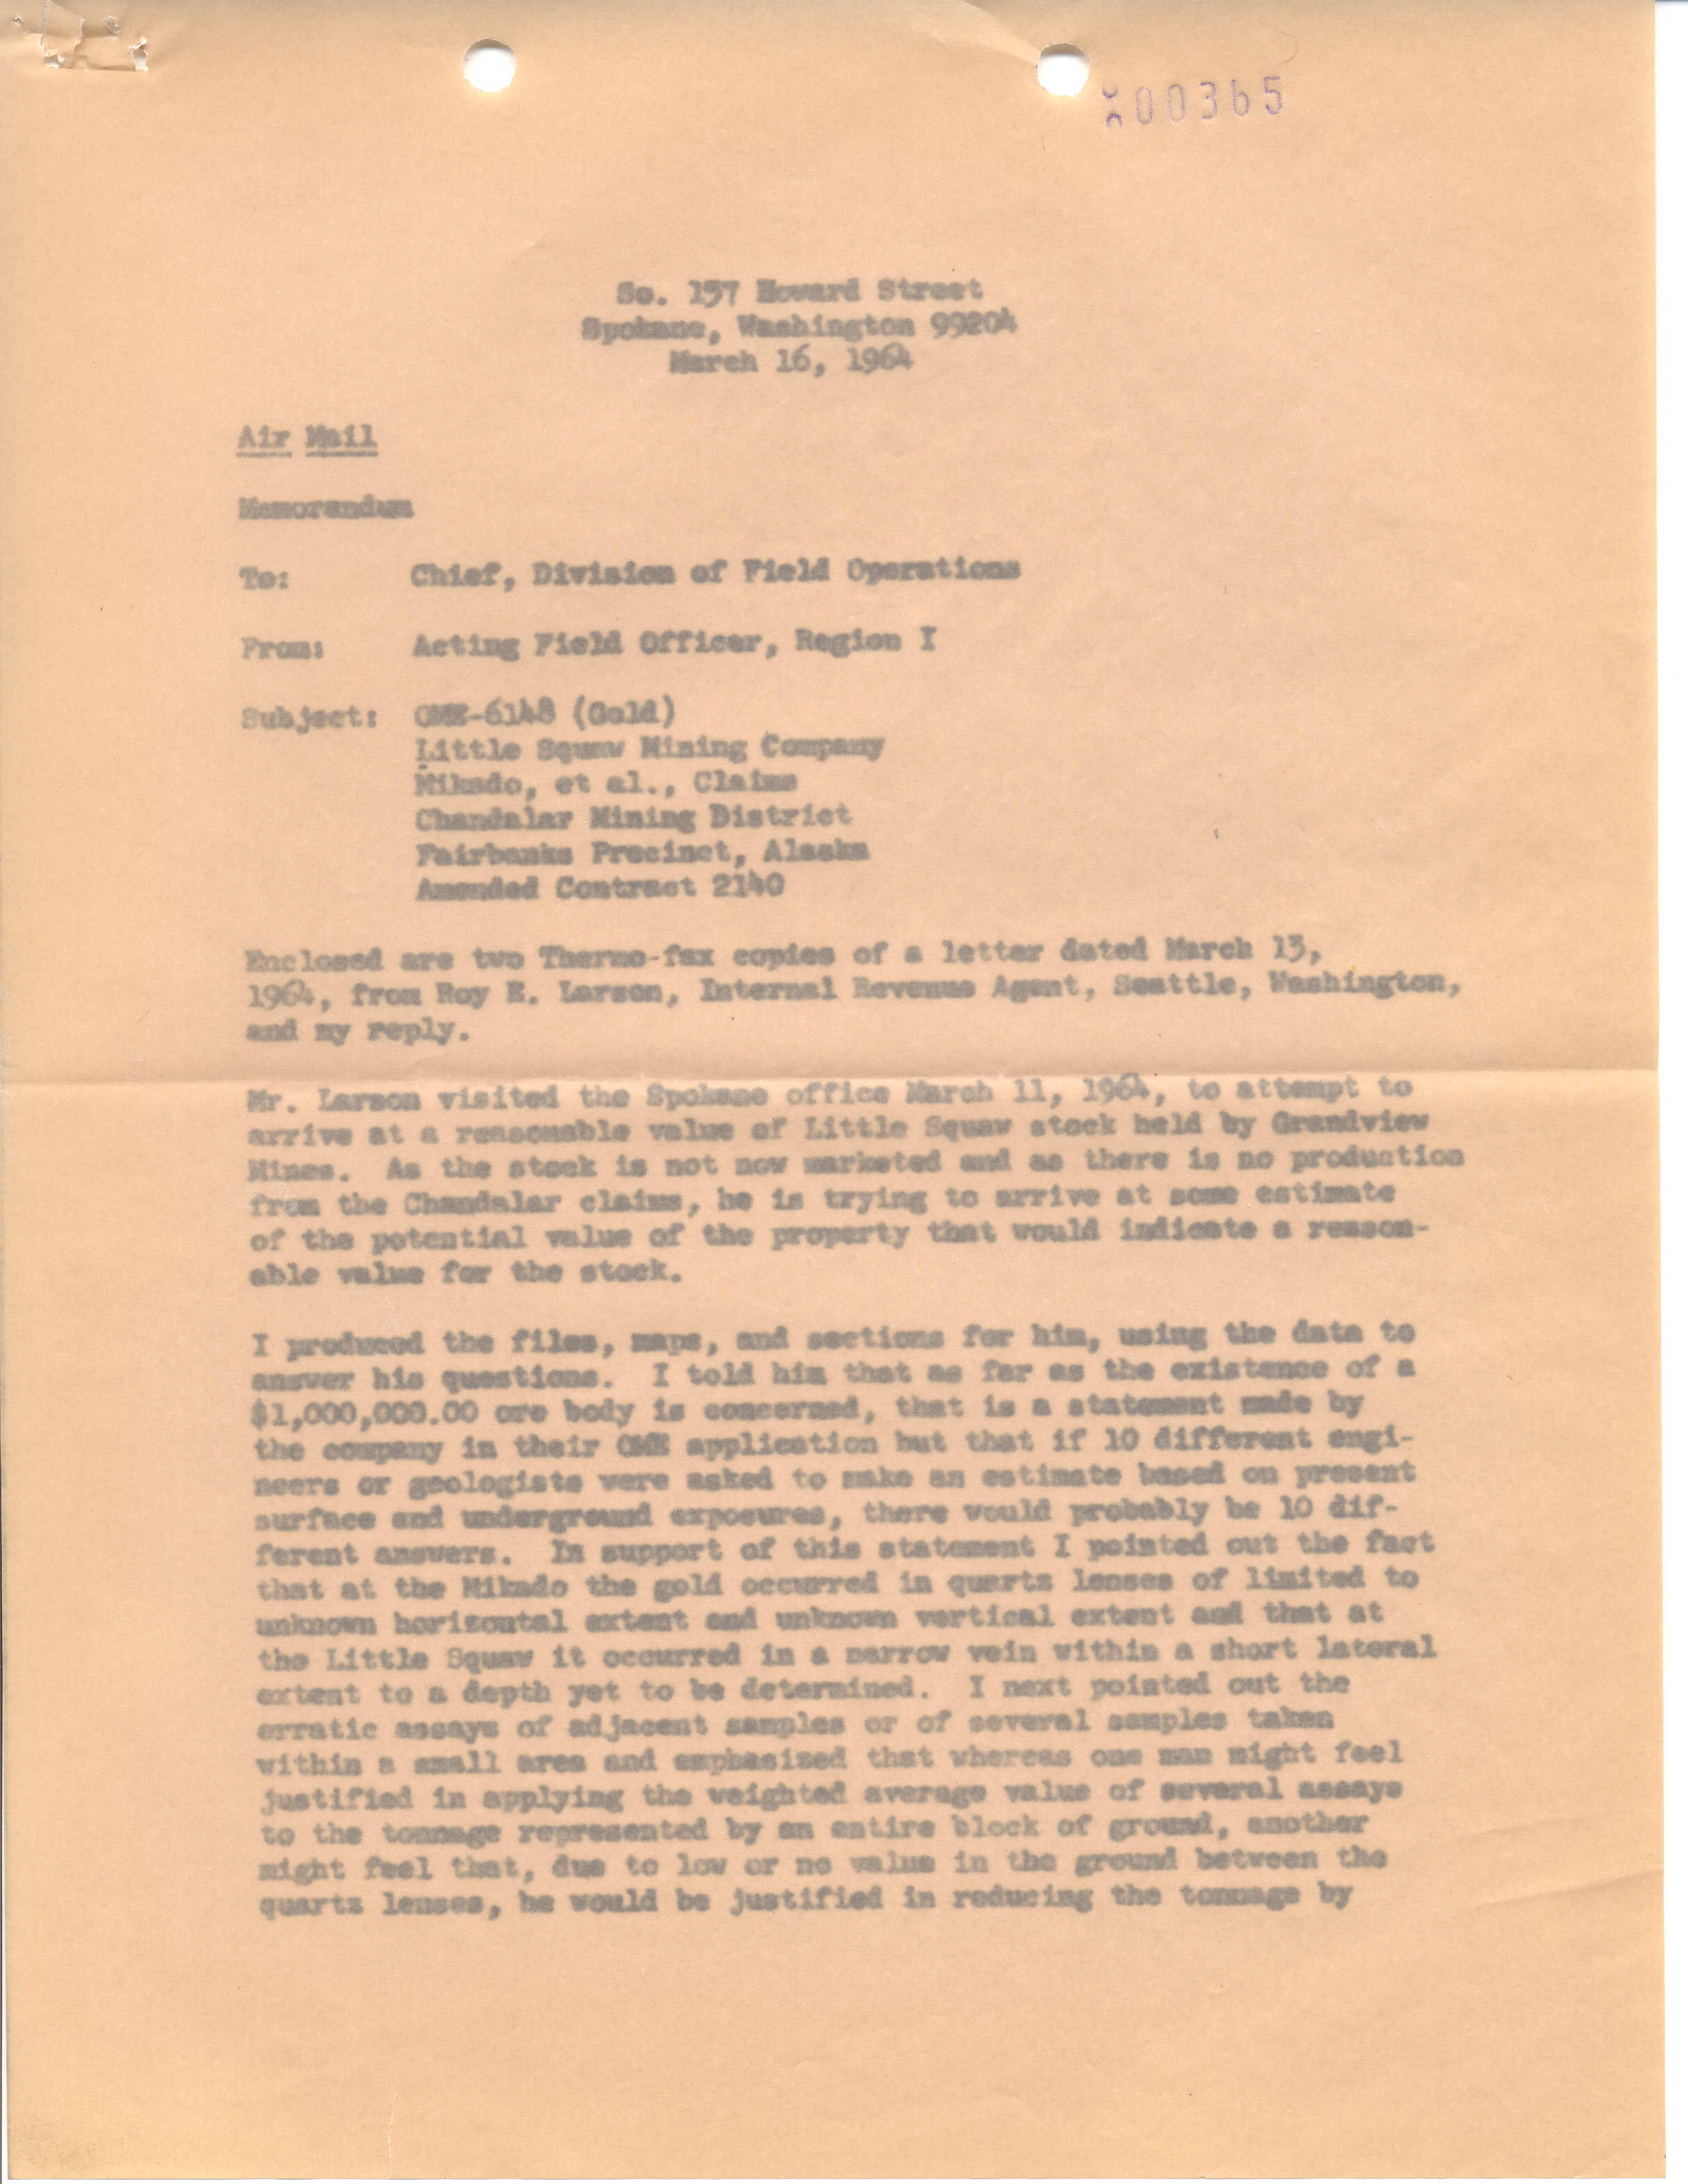 X00365
So. 157 Howard Street
Spokane, Washington 99204
March 16, 1964
Air Mail
Memorandum
To: Chief, Division of Field Operations
From: Acting Field Officer, Region I
Subject: OME-6148 (Gold)
Little Squaw Mining Company
Mikado, et al., Claims
Chandalar Mining District
Fairbanks Precinct, Alaska
Amended Contract 2140
Enclosed are two Thermo-fax copies of a letter dated March 13,
1964, from Roy E. Larson, Internal Revenue Agent, Seattle, Washington,
and my reply.
Mr. Larson visited the Spokane office March 11, 1964, to attempt to
arrive at a reasonable value of Little Squaw stock held by Grandview
Mines. As the stock is not now marketed and as there is no production
from the Chandalar claims, he is trying to arrive at some estimate
of the potential value of the property that would indicate a reason-
able value for the stock.
I produced the files, maps, and sections for him, using the data to
answer his questions. I told him that as far as the existence of a
$1,000,000.00 ore body is concerned, that is a statement made by
the company in their OME application but that if 10 different engi-
neers or geologists were asked to make an estimate based on present
surface and underground exposures, there would probably be 10 dif-
ferent answers. In support of this statement I pointed out the fact
that at the Mikado the gold occurred in quartz lenses of limited to
unknown horizontal extent and unknown vertical extent and that at
the Little Squaw it occurred in a narrow vein within a short lateral
extent to a depth yet to be determined. I next pointed out the
erratic assays of adjacent samples or of several samples taken
within a small area and emphasized that whereas one man might feel
justified in applying the weighted average value of several assays
to the tonnage represented by an entire block of ground, another
might feel that, due to low or no value in the ground between the
quartz lenses, he would be justified in reducing the tonnage by